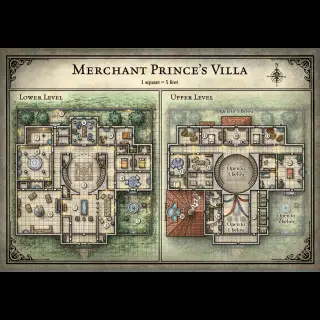 Merchant Prince's Villa
1 square = 5 feet
Lower Level
Upper Level
Open to
Below
Open to
Below
Open to
Below